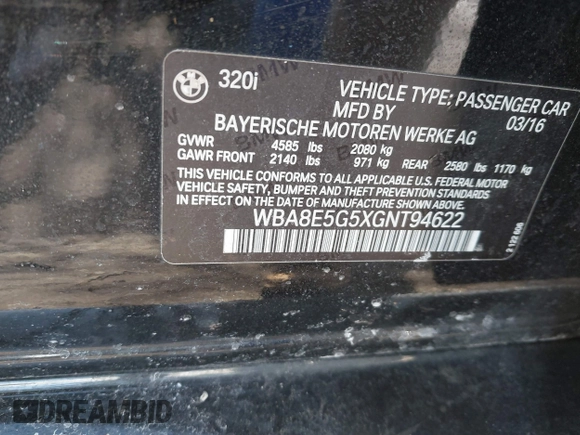 BMW
320i
VEHICLE TYPE: PASSENGER CAR
MFD BY
03/16
BAYERISCHE MOTOREN WERKE AG
GVWR 4585 lbs 2080 kg
GAWR FRONT 2140 lbs 971 kg REAR 2580 lbs 1170 kg
THIS VEHICLE CONFORMS TO ALL APPLICABLE U.S. FEDERAL MOTOR
VEHICLE SAFETY, BUMPER AND THEFT PREVENTION STANDARDS
IN EFFECT ON THE DATE OF MANUFACTURE SHOWN ABOVE.
WBA8E5G5XGNT94622
DREAMBID